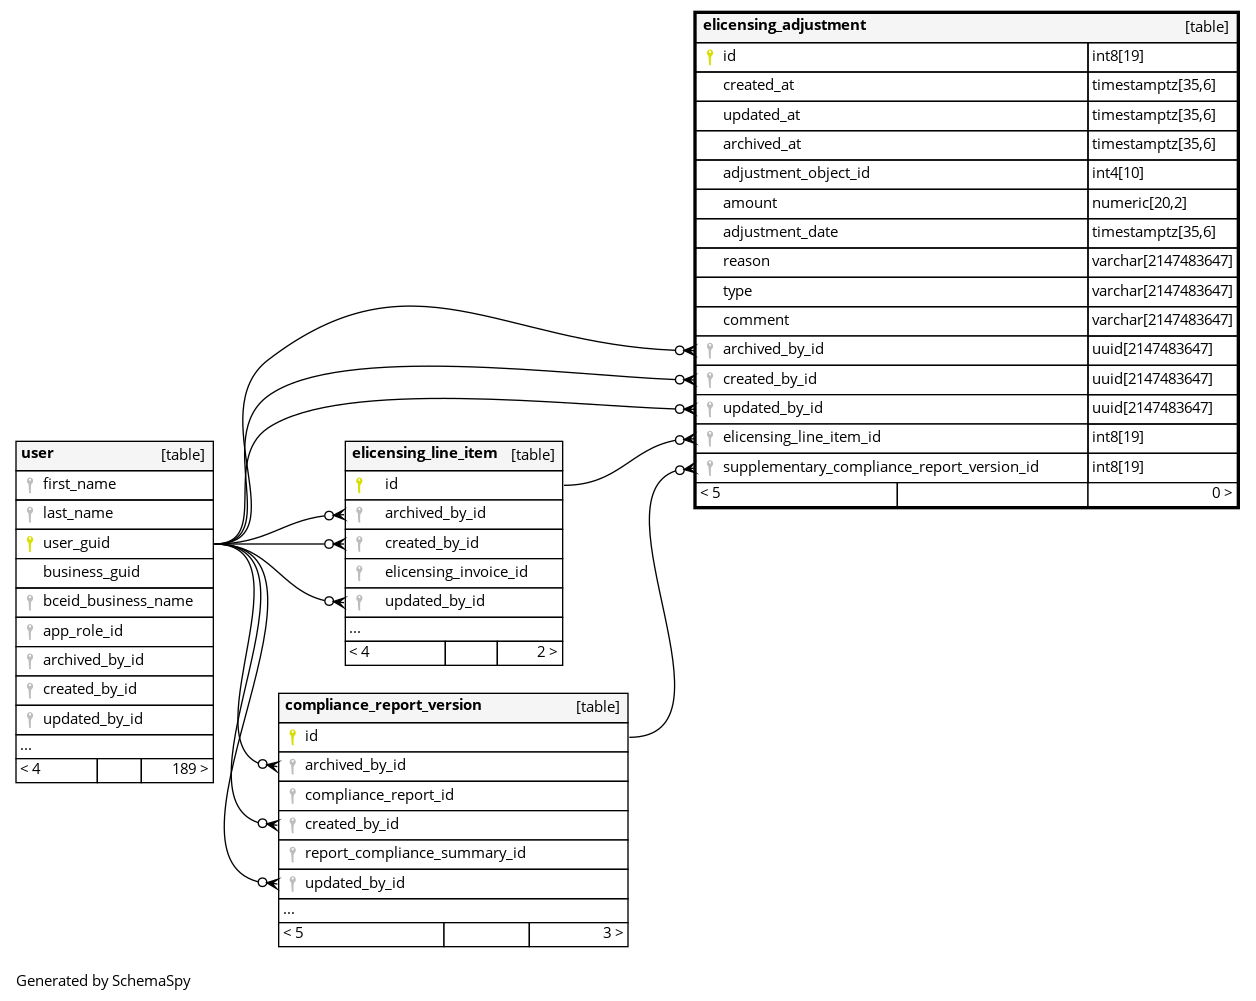 elicensing_adjustment [table]
id int8[19]
created_at timestamptz[35,6]
updated_at timestamptz[35,6]
archived_at timestamptz[35,6]
adjustment_object_id int4[10]
amount numeric[20,2]
adjustment_date timestamptz[35,6]
reason varchar[2147483647]
type varchar[2147483647]
comment varchar[2147483647]
archived_by_id uuid[2147483647]
created_by_id uuid[2147483647]
updated_by_id uuid[2147483647]
elicensing_line_item_id int8[19]
supplementary_compliance_report_version_id int8[19]
< 5 0 >
user [table]
first_name
last_name
user_guid
business_guid
bceid_business_name
app_role_id
archived_by_id
created_by_id
updated_by_id
...
< 4 189 >
elicensing_line_item [table]
id
archived_by_id
created_by_id
elicensing_invoice_id
updated_by_id
...
< 4 2 >
compliance_report_version [table]
id
archived_by_id
compliance_report_id
created_by_id
report_compliance_summary_id
updated_by_id
...
< 5 3 >
Generated by SchemaSpy